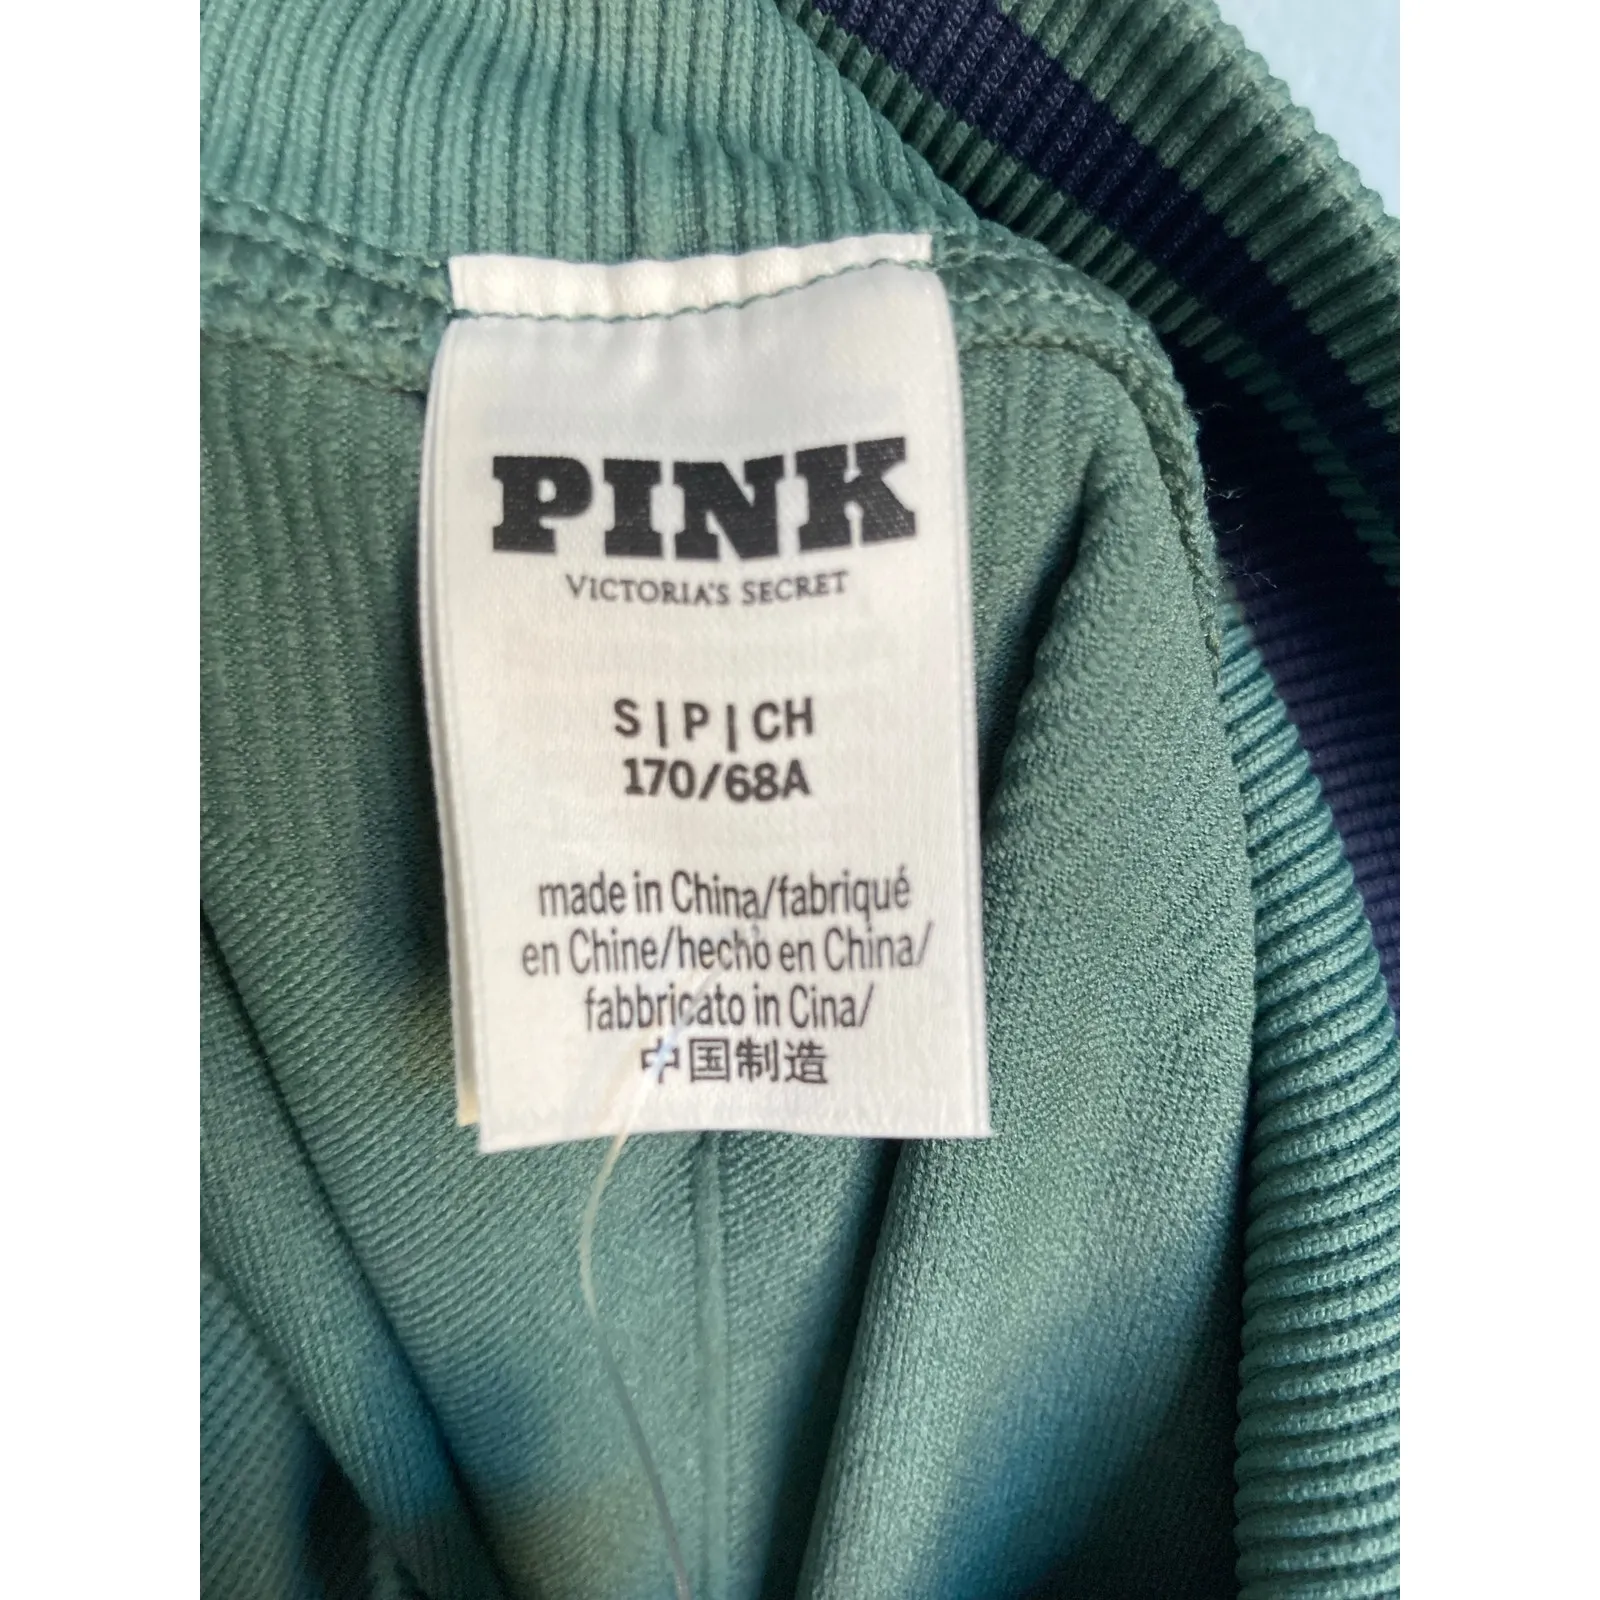 PINK
VICTORIA'S SECRET
S | P | CH
170/68A
made in China/fabriqué
en Chine/hecho en China/
fabbricato in Cina/
中国制造